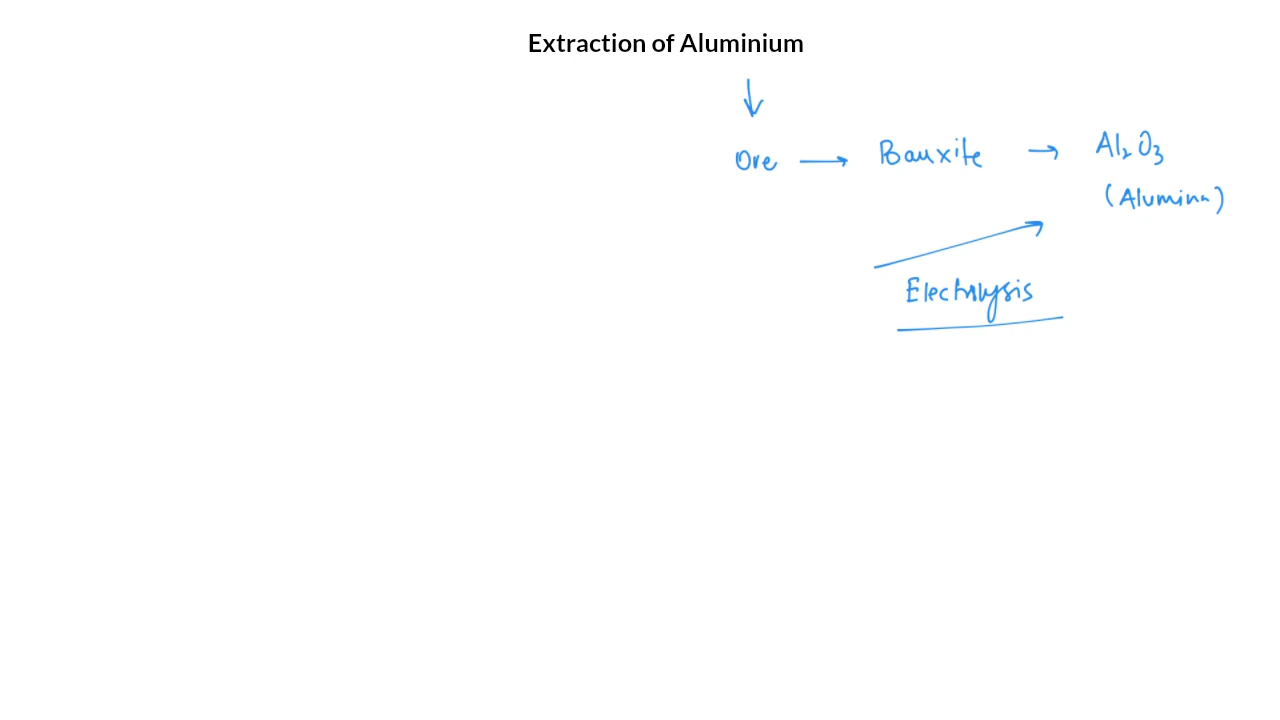 Extraction of Aluminium
↓
Ore → Bauxite → Al₂O₃
(Alumina)
Electrolysis